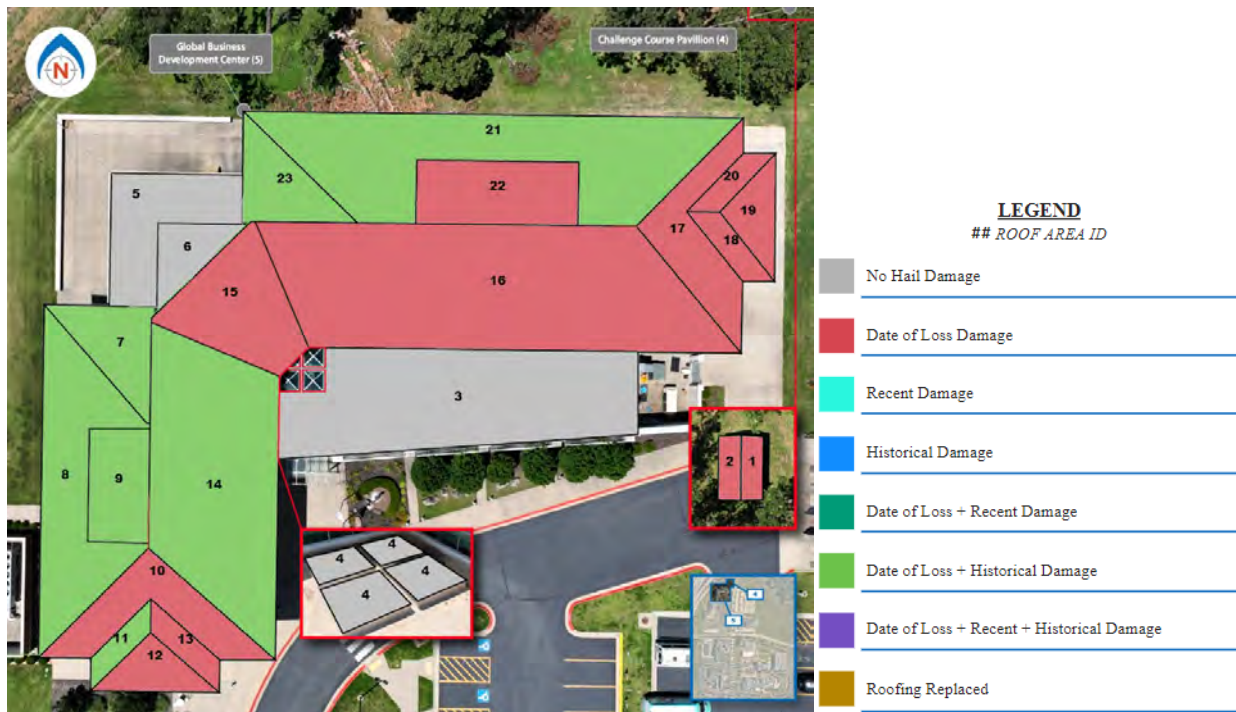 N
Global Business
Development Center (5)
Challenge Course Pavillion (4)
21
23
22
5
6
20
19
18
17
16
15
7
3
8
9
14
2
1
10
11
13
12
4
4
4
4
4
5
LEGEND
## ROOF AREA ID
No Hail Damage
Date of Loss Damage
Recent Damage
Historical Damage
Date of Loss + Recent Damage
Date of Loss + Historical Damage
Date of Loss + Recent + Historical Damage
Roofing Replaced